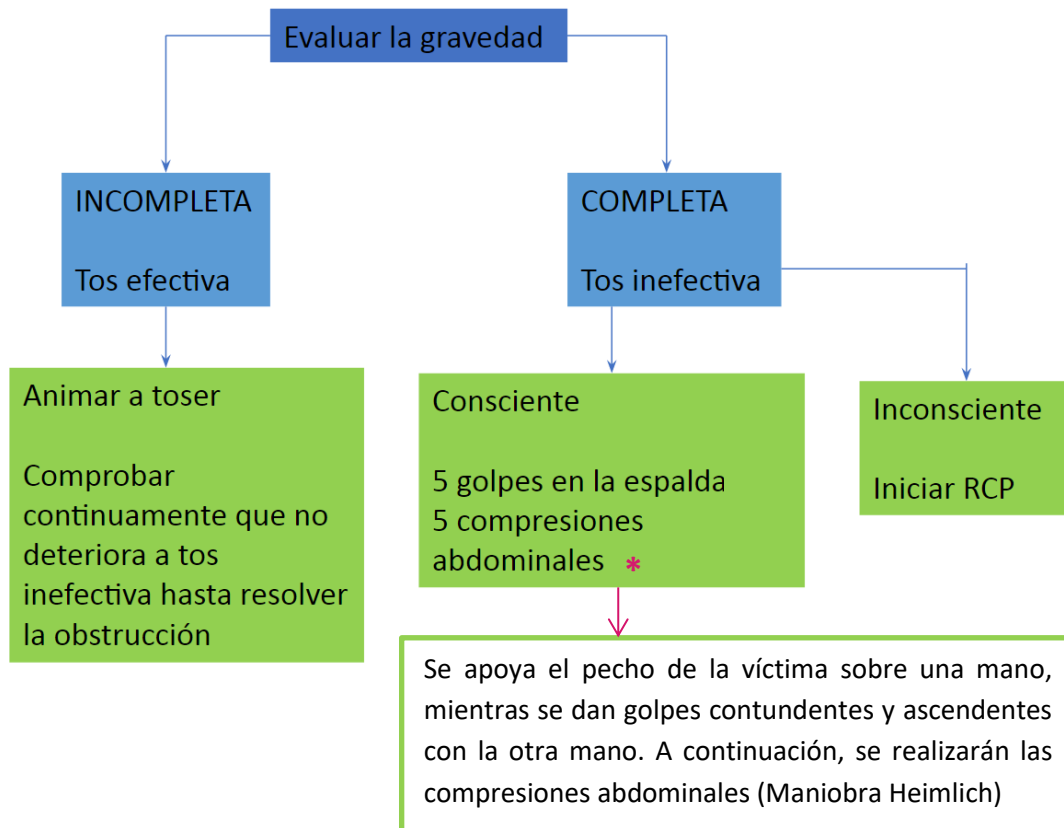 Evaluar la gravedad
INCOMPLETA
Tos efectiva
COMPLETA
Tos inefectiva
Animar a toser
Comprobar
continuamente que no
deteriora a tos
inefectiva hasta resolver
la obstrucción
Consciente
5 golpes en la espalda
5 compresiones
abdominales *
Inconsciente
Iniciar RCP
Se apoya el pecho de la víctima sobre una mano,
mientras se dan golpes contundentes y ascendentes
con la otra mano. A continuación, se realizarán las
compresiones abdominales (Maniobra Heimlich)